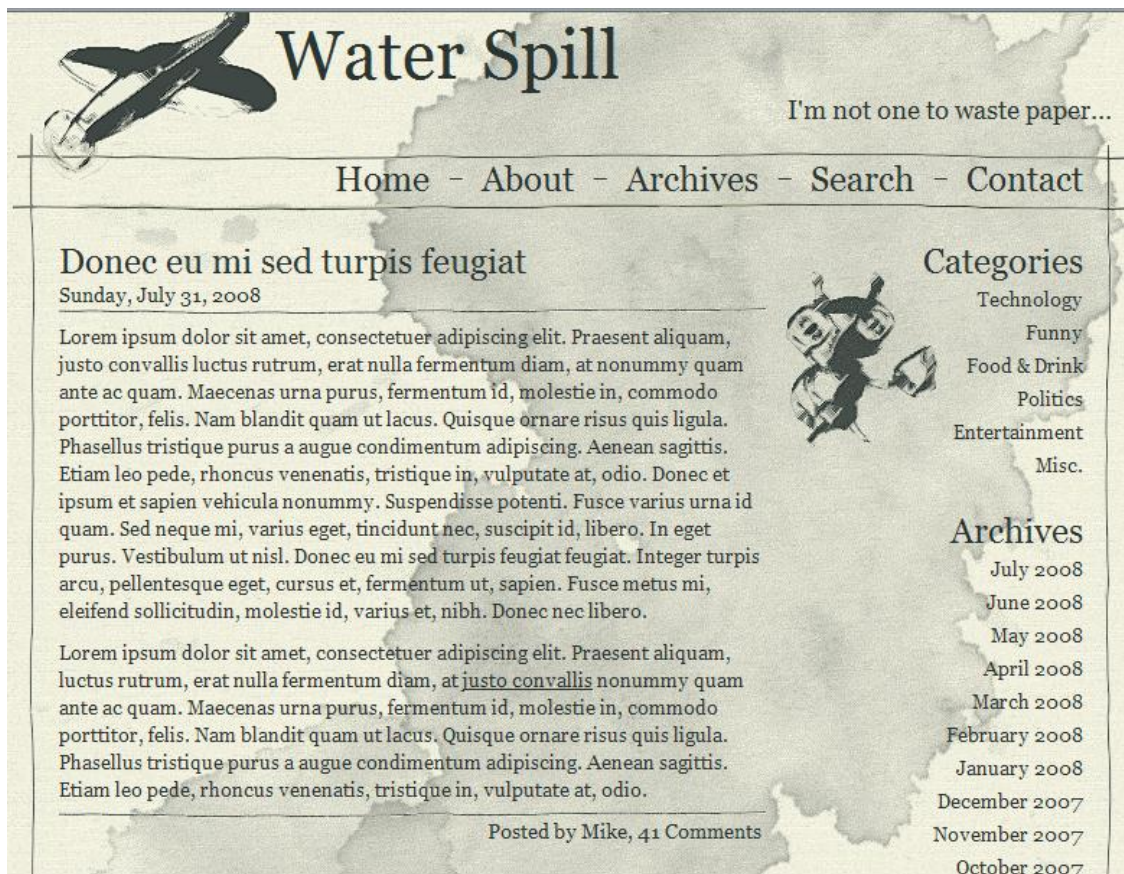 Water Spill
I'm not one to waste paper...
Home - About - Archives - Search - Contact
Donec eu mi sed turpis feugiat
Sunday, July 31, 2008
Lorem ipsum dolor sit amet, consectetuer adipiscing elit. Praesent aliquam,
justo convallis luctus rutrum, erat nulla fermentum diam, at nonummy quam
ante ac quam. Maecenas urna purus, fermentum id, molestie in, commodo
porttitor, felis. Nam blandit quam ut lacus. Quisque ornare risus quis ligula.
Phasellus tristique purus a augue condimentum adipiscing. Aenean sagittis.
Etiam leo pede, rhoncus venenatis, tristique in, vulputate at, odio. Donec et
ipsum et sapien vehicula nonummy. Suspendisse potenti. Fusce varius urna id
quam. Sed neque mi, varius eget, tincidunt nec, suscipit id, libero. In eget
purus. Vestibulum ut nisl. Donec eu mi sed turpis feugiat feugiat. Integer turpis
arcu, pellentesque eget, cursus et, fermentum ut, sapien. Fusce metus mi,
eleifend sollicitudin, molestie id, varius et, nibh. Donec nec libero.
Lorem ipsum dolor sit amet, consectetuer adipiscing elit. Praesent aliquam,
luctus rutrum, erat nulla fermentum diam, at justo convallis nonummy quam
ante ac quam. Maecenas urna purus, fermentum id, molestie in, commodo
porttitor, felis. Nam blandit quam ut lacus. Quisque ornare risus quis ligula.
Phasellus tristique purus a augue condimentum adipiscing. Aenean sagittis.
Etiam leo pede, rhoncus venenatis, tristique in, vulputate at, odio.
Posted by Mike, 41 Comments
Categories
Technology
Funny
Food & Drink
Politics
Entertainment
Misc.
Archives
July 2008
June 2008
May 2008
April 2008
March 2008
February 2008
January 2008
December 2007
November 2007
October 2007